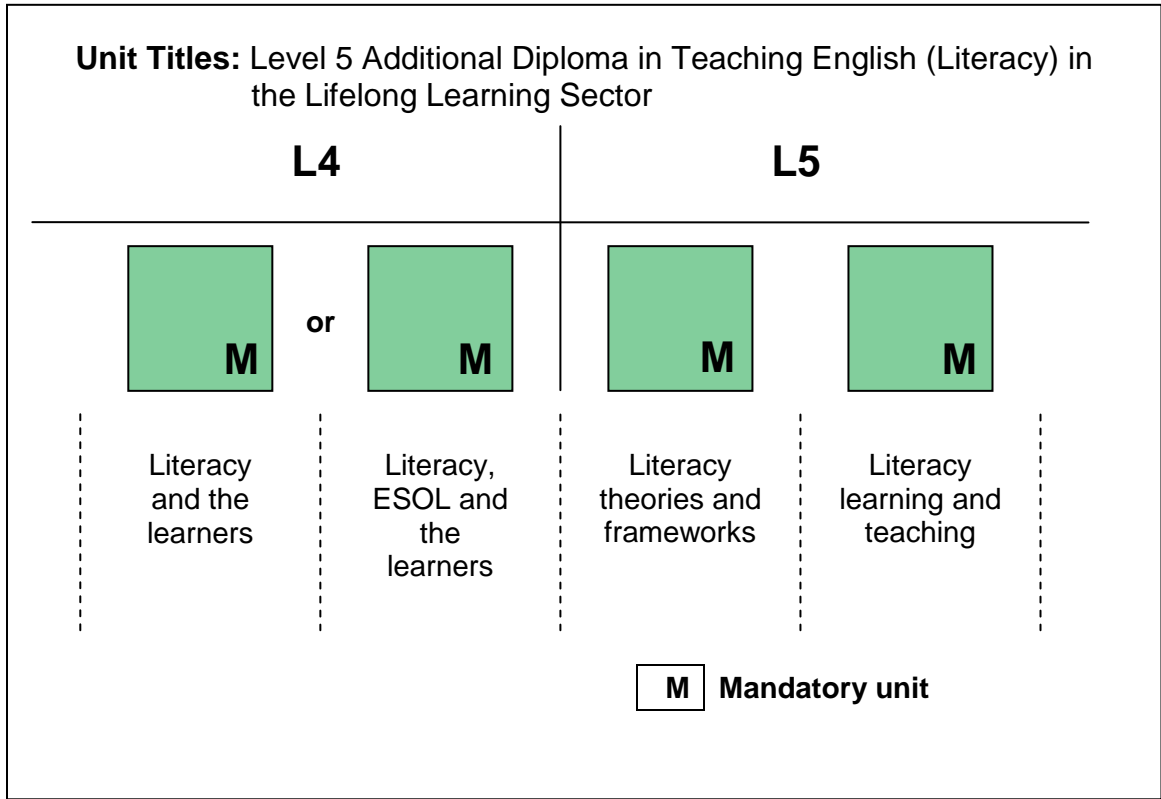 Unit Titles: Level 5 Additional Diploma in Teaching English (Literacy) in
the Lifelong Learning Sector
L4
L5
M
or
M
M
M
Literacy
and the
learners
Literacy,
ESOL and
the
learners
Literacy
theories and
frameworks
Literacy
learning and
teaching
M Mandatory unit